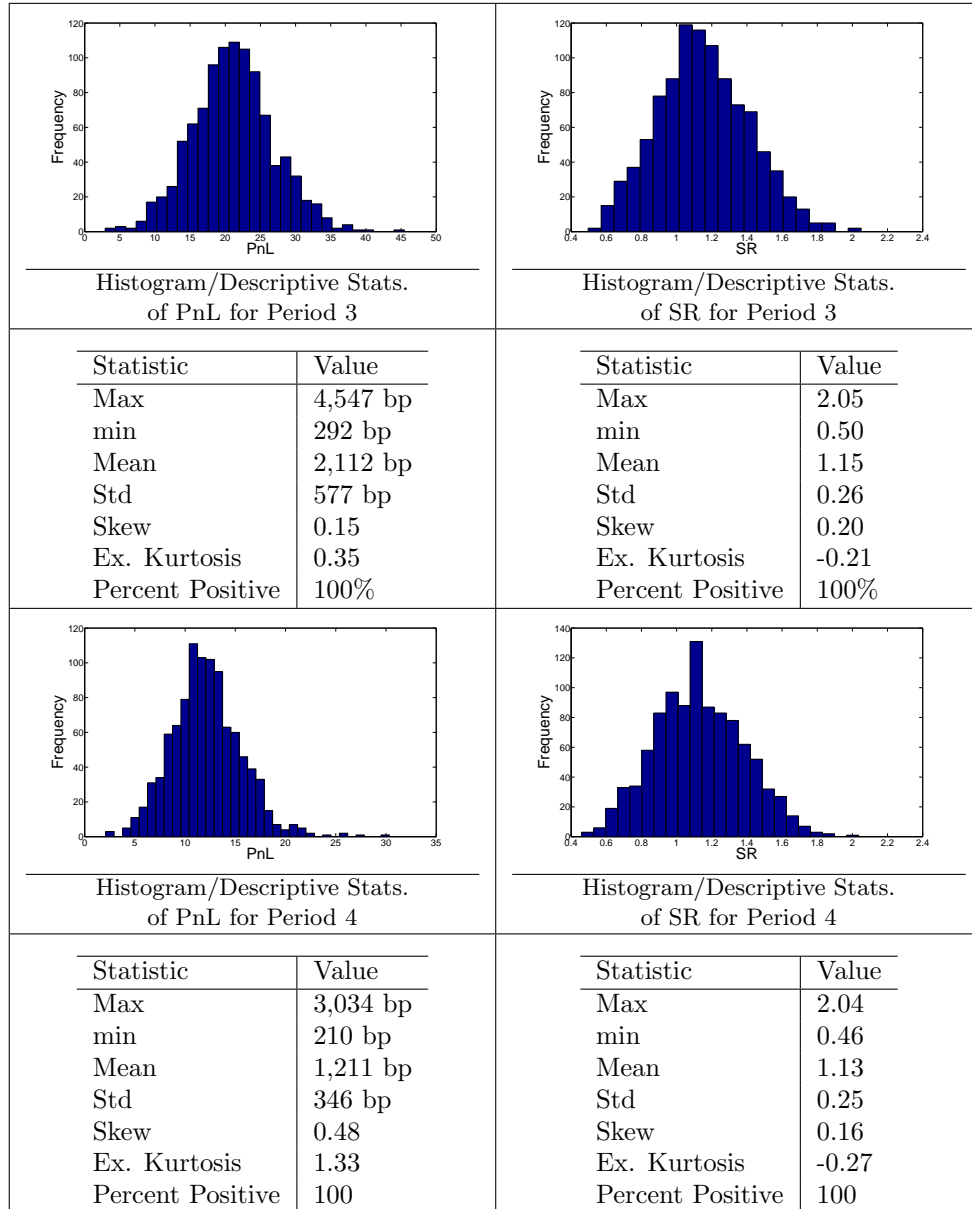 120
100
80
60
40
20
0
Frequency
0 5 10 15 20 25 30 35 40 45 50
PnL
Histogram/Descriptive Stats.
of PnL for Period 3
120
100
80
60
40
20
0
Frequency
0.4 0.6 0.8 1 1.2 1.4 1.6 1.8 2 2.2 2.4
SR
Histogram/Descriptive Stats.
of SR for Period 3
Statistic Value
Max 4,547 bp
min 292 bp
Mean 2,112 bp
Std 577 bp
Skew 0.15
Ex. Kurtosis 0.35
Percent Positive 100%
Statistic Value
Max 2.05
min 0.50
Mean 1.15
Std 0.26
Skew 0.20
Ex. Kurtosis -0.21
Percent Positive 100%
120
100
80
60
40
20
0
Frequency
0 5 10 15 20 25 30 35
PnL
Histogram/Descriptive Stats.
of PnL for Period 4
140
120
100
80
60
40
20
0
Frequency
0.4 0.6 0.8 1 1.2 1.4 1.6 1.8 2 2.2 2.4
SR
Histogram/Descriptive Stats.
of SR for Period 4
Statistic Value
Max 3,034 bp
min 210 bp
Mean 1,211 bp
Std 346 bp
Skew 0.48
Ex. Kurtosis 1.33
Percent Positive 100
Statistic Value
Max 2.04
min 0.46
Mean 1.13
Std 0.25
Skew 0.16
Ex. Kurtosis -0.27
Percent Positive 100